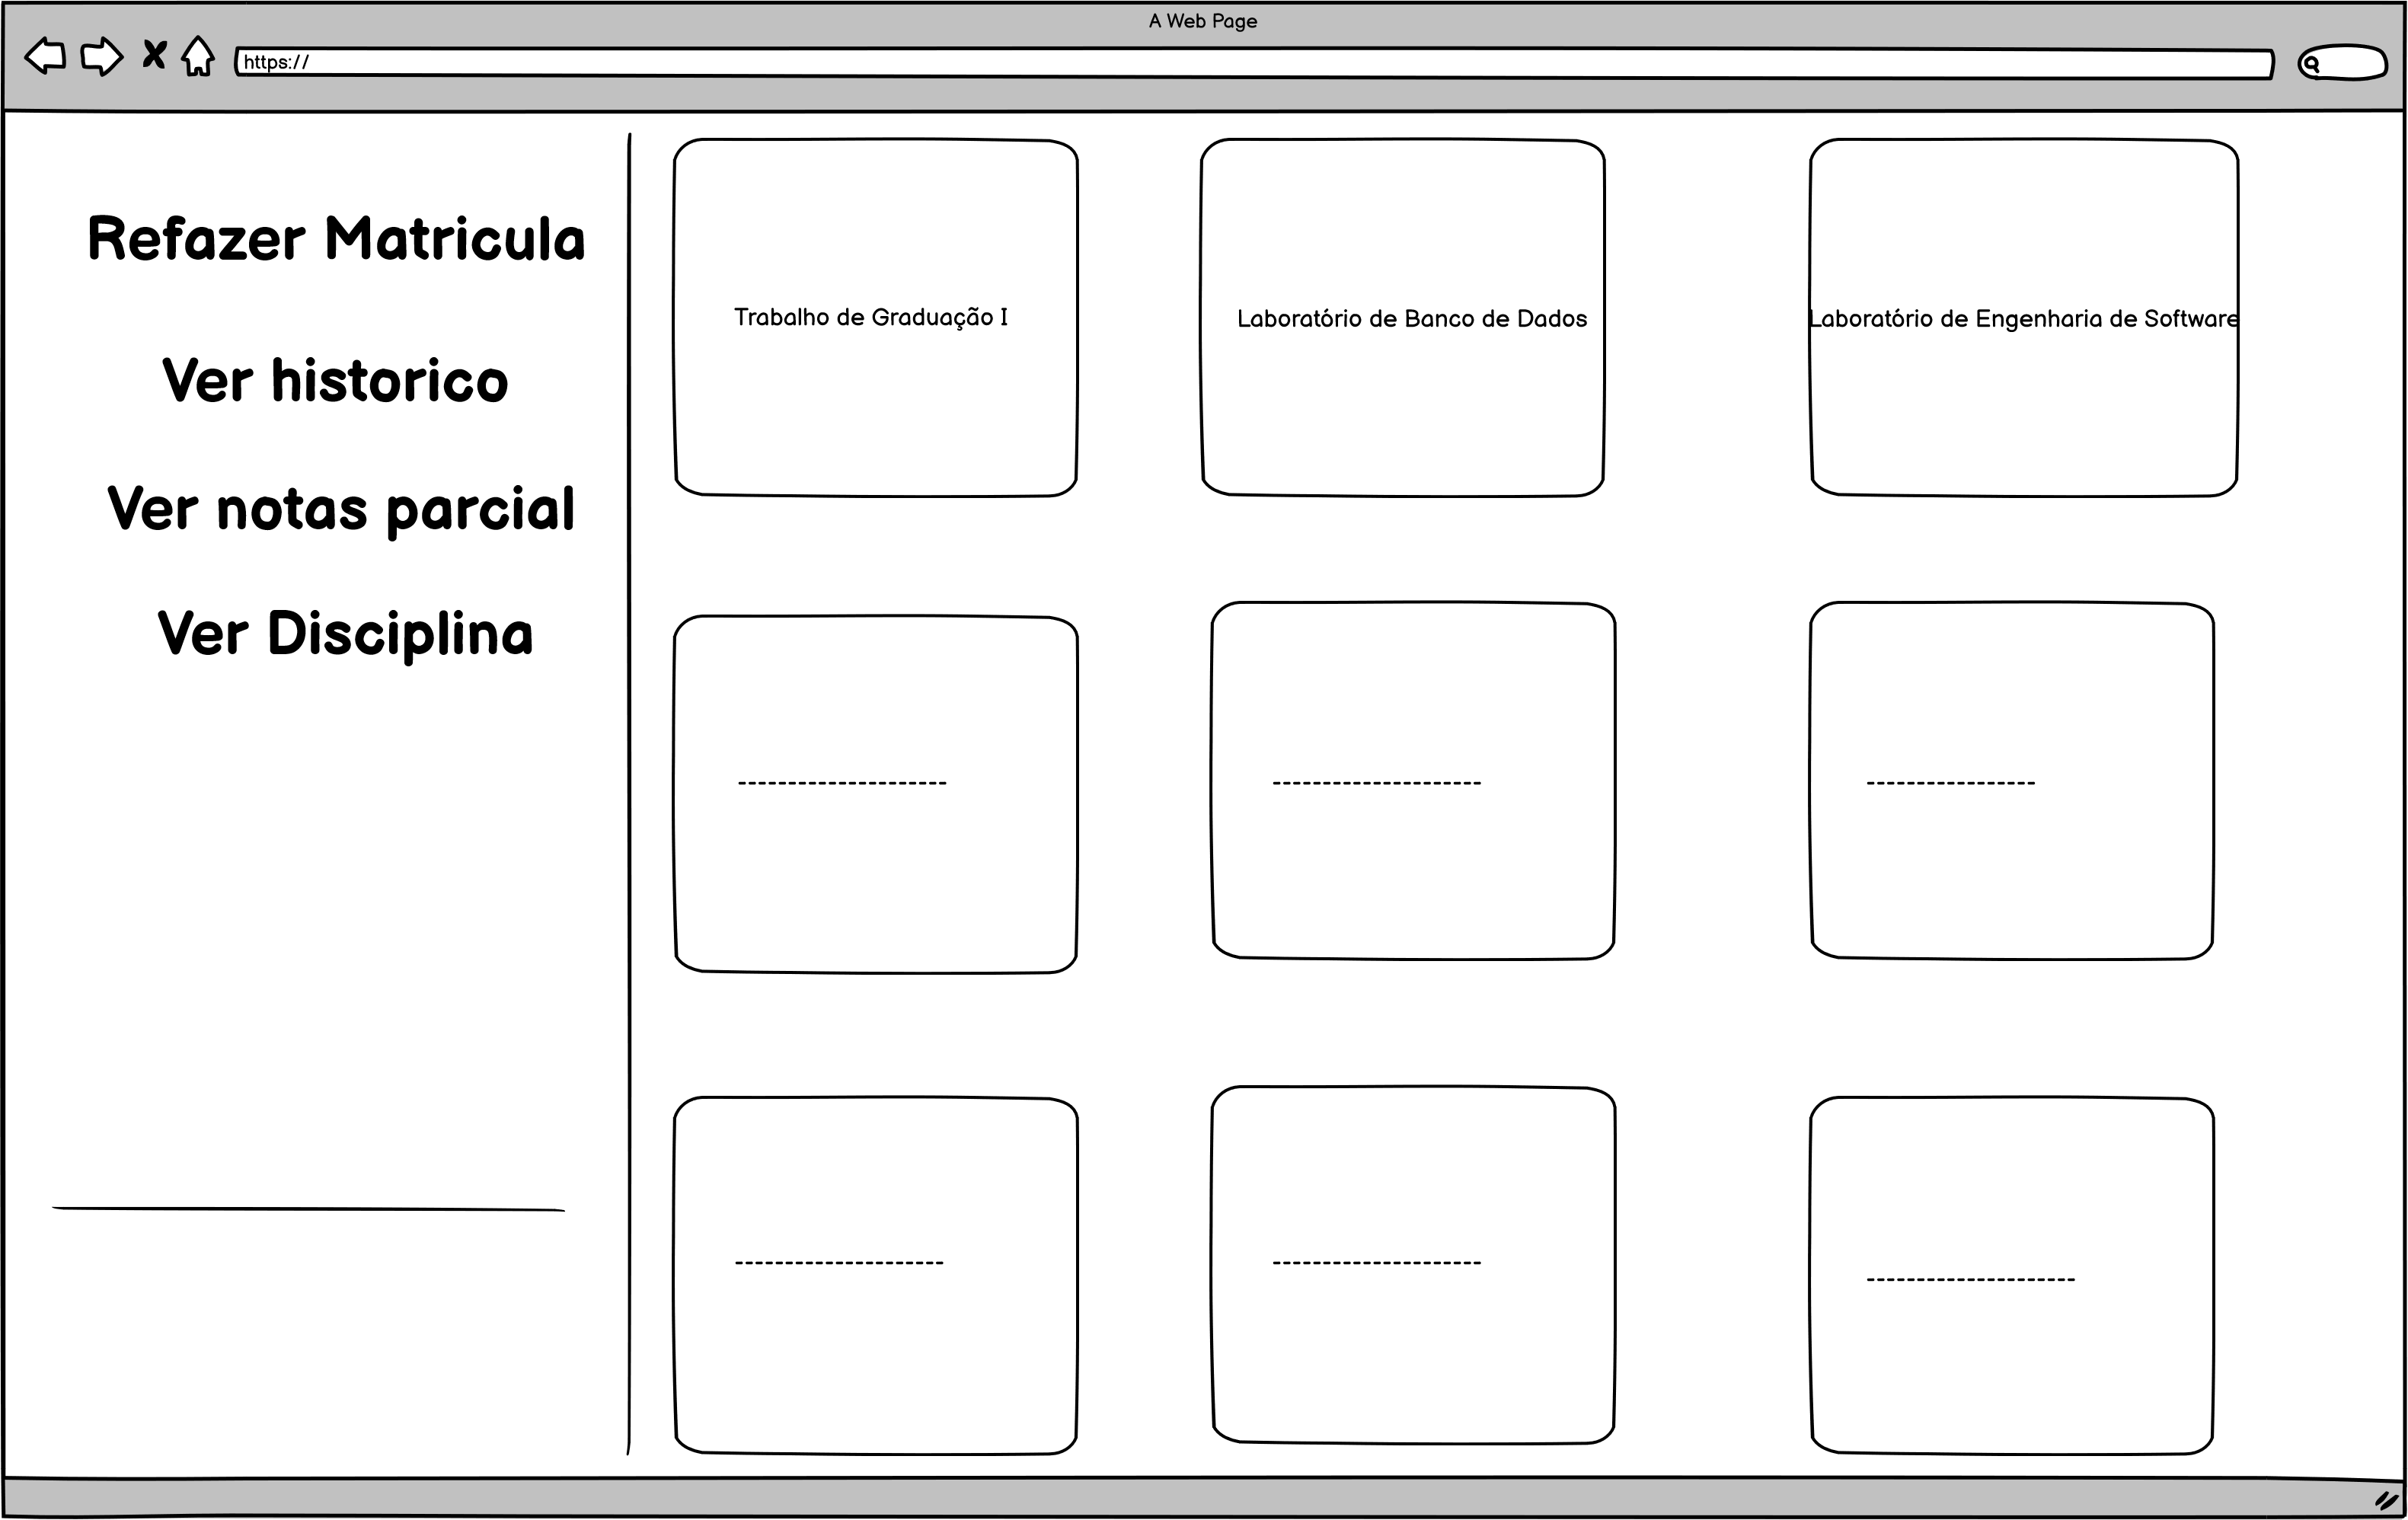 A Web Page
https://
Refazer Matricula
Ver historico
Ver notas parcial
Ver Disciplina
Trabalho de Graduação I
Laboratório de Banco de Dados
Laboratório de Engenharia de Software
---------------------
---------------------
-----------------
---------------------
---------------------
---------------------